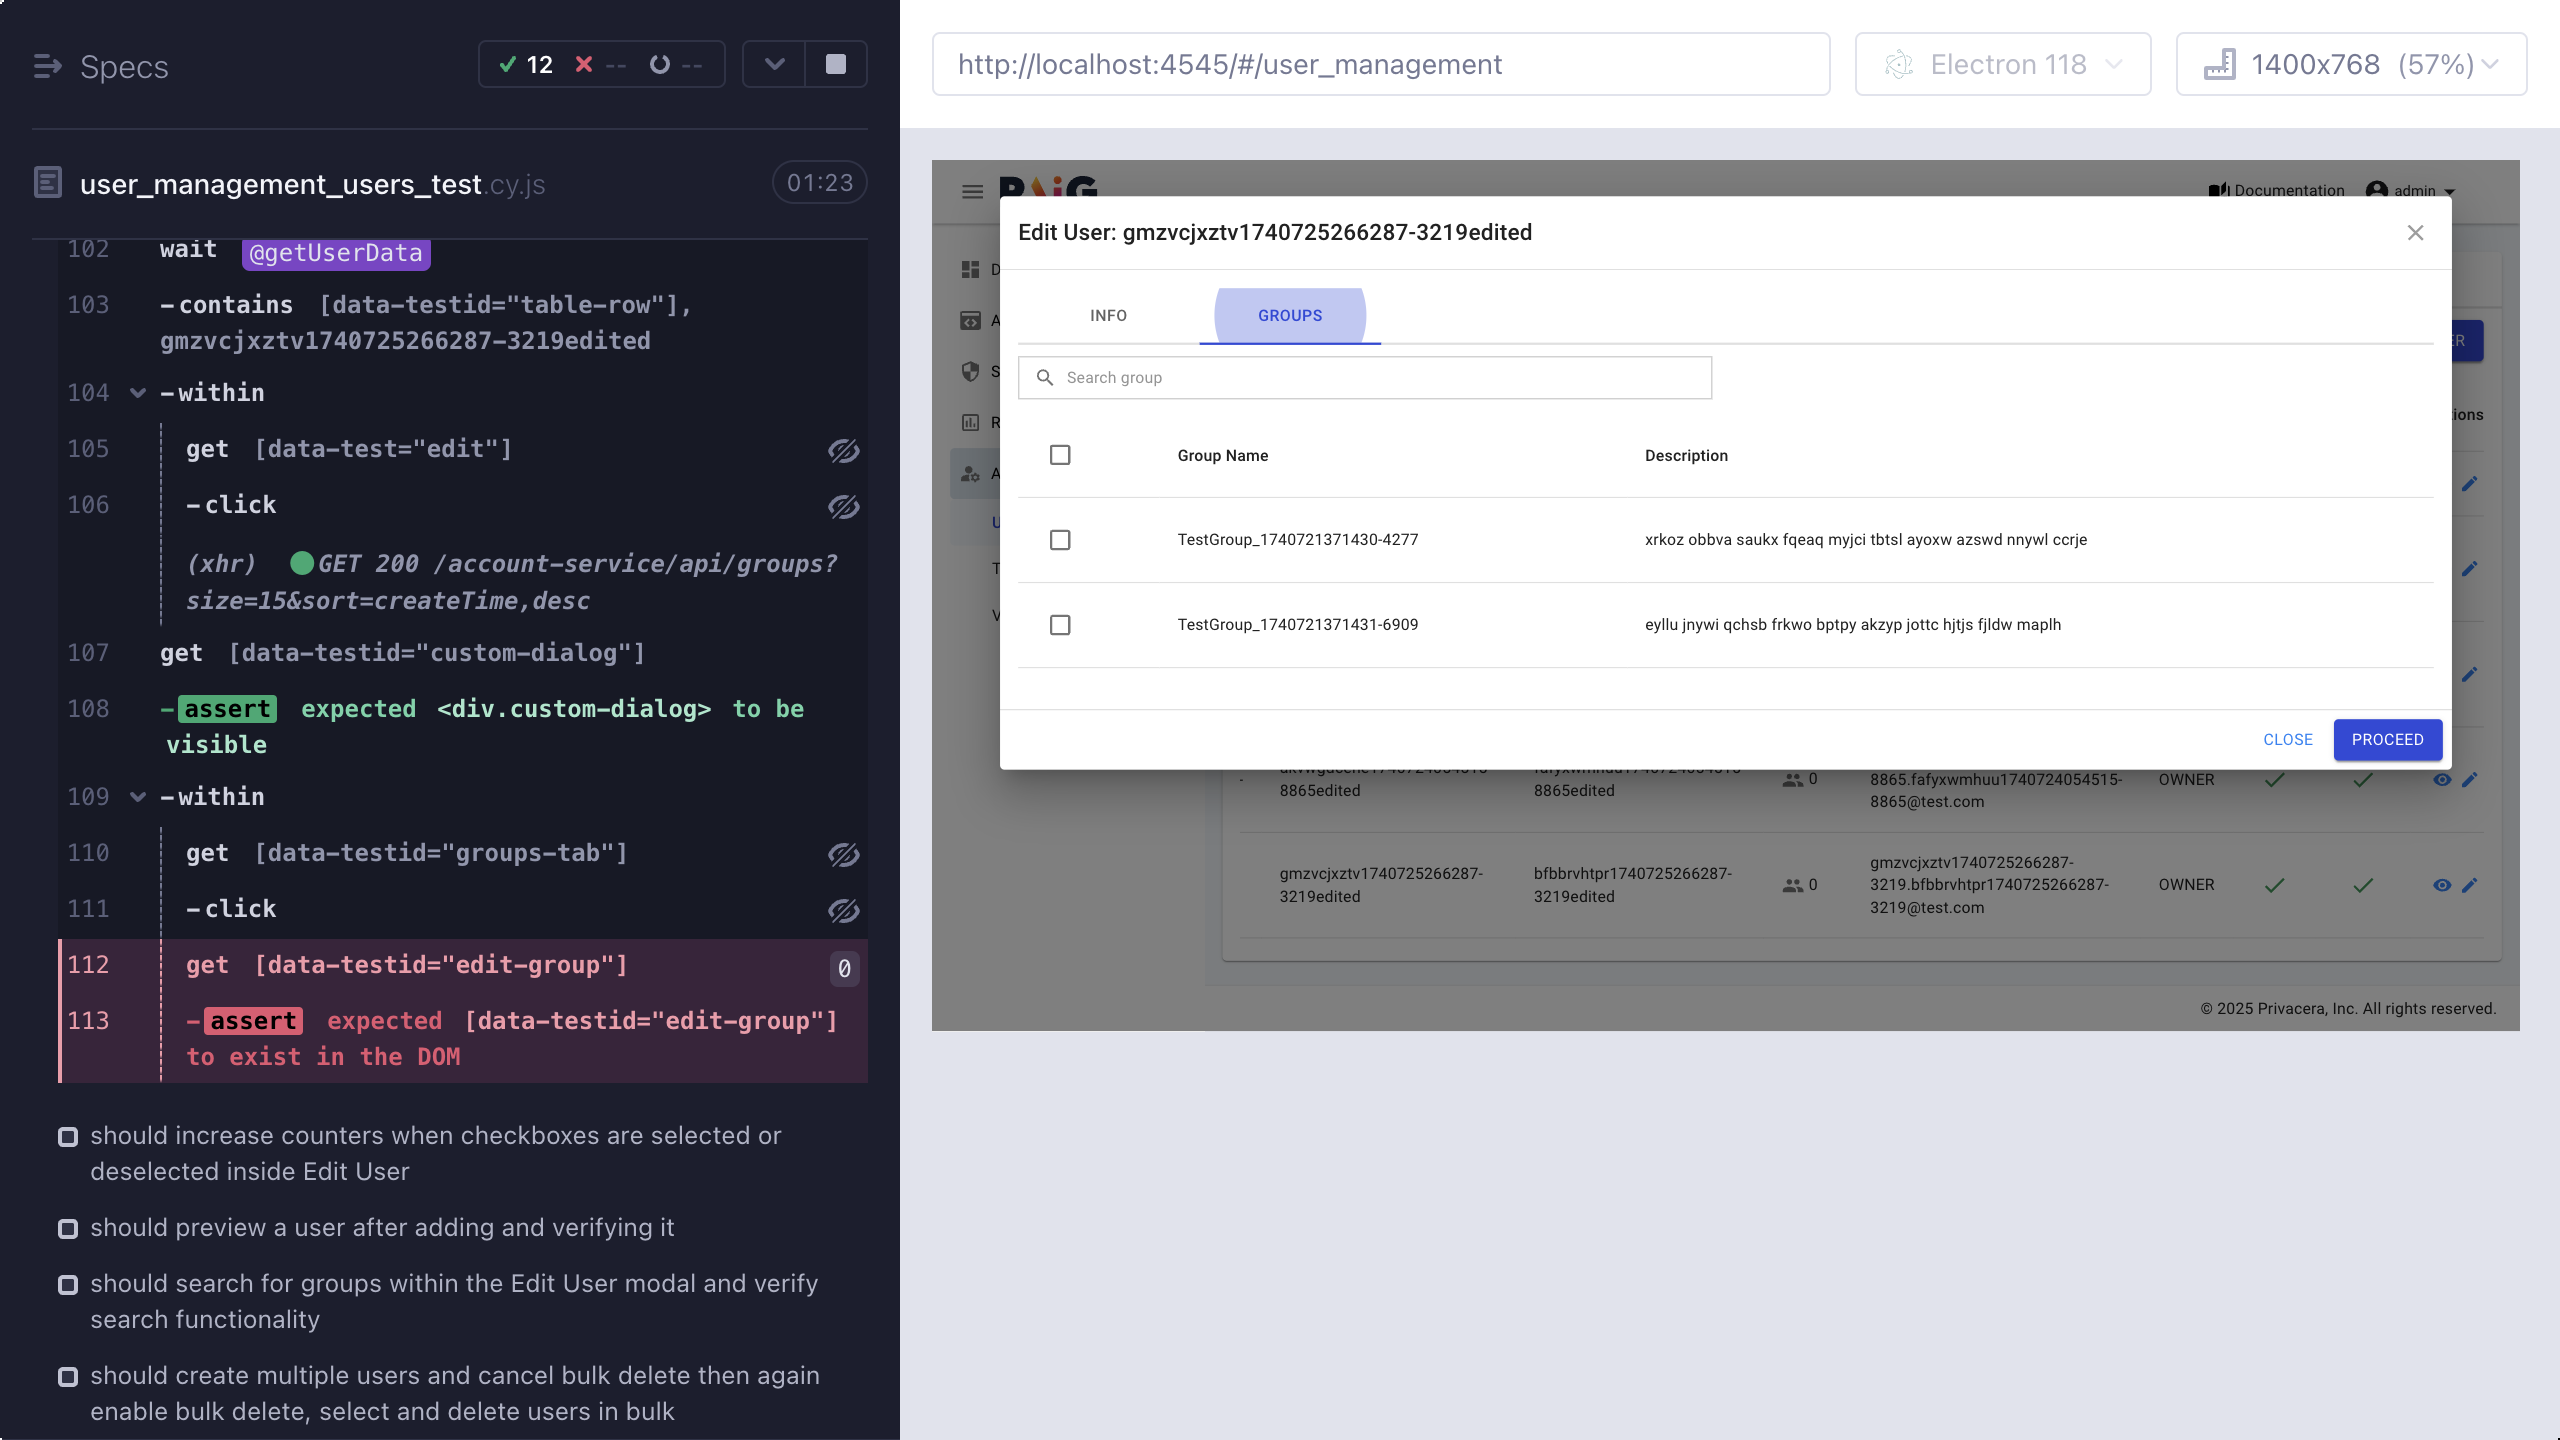 Specs
12 -- --
user_management_users_test.cy.js
01:23
102 wait @getUserData
103 -contains [data-testid="table-row"],
gmzvcjxztv1740725266287-3219edited
104 -within
105 get [data-test="edit"]
106 -click
(xhr) GET 200 /account-service/api/groups?
size=15&sort=createTime,desc
107 get [data-testid="custom-dialog"]
108 -assert expected <div.custom-dialog> to be
visible
109 -within
110 get [data-testid="groups-tab"]
111 -click
112 get [data-testid="edit-group"] 0
113 -assert expected [data-testid="edit-group"]
to exist in the DOM
should increase counters when checkboxes are selected or
deselected inside Edit User
should preview a user after adding and verifying it
should search for groups within the Edit User modal and verify
search functionality
should create multiple users and cancel bulk delete then again
enable bulk delete, select and delete users in bulk
http://localhost:4545/#/user_management
Electron 118
1400x768 (57%)
PAIG
Documentation
admin
Edit User: gmzvcjxztv1740725266287-3219edited
INFO
GROUPS
Search group
Group Name
Description
TestGroup_1740721371430-4277
xrkoz obbva saukx fqeaq myjci tbtsl ayoxw azswd nnywl ccrje
TestGroup_1740721371431-6909
eyllu jnywi qchsb frkwo bptpy akzyp jottc hjtjs fjldw maplh
CLOSE
PROCEED
-
8865edited
8865edited
0
8865.fafyxwmhuu1740724054515-
8865@test.com
OWNER
gmzvcjxztv1740725266287-
3219edited
bfbbrvhtpr1740725266287-
3219edited
0
gmzvcjxztv1740725266287-
3219.bfbbrvhtpr1740725266287-
3219@test.com
OWNER
© 2025 Privacera, Inc. All rights reserved.